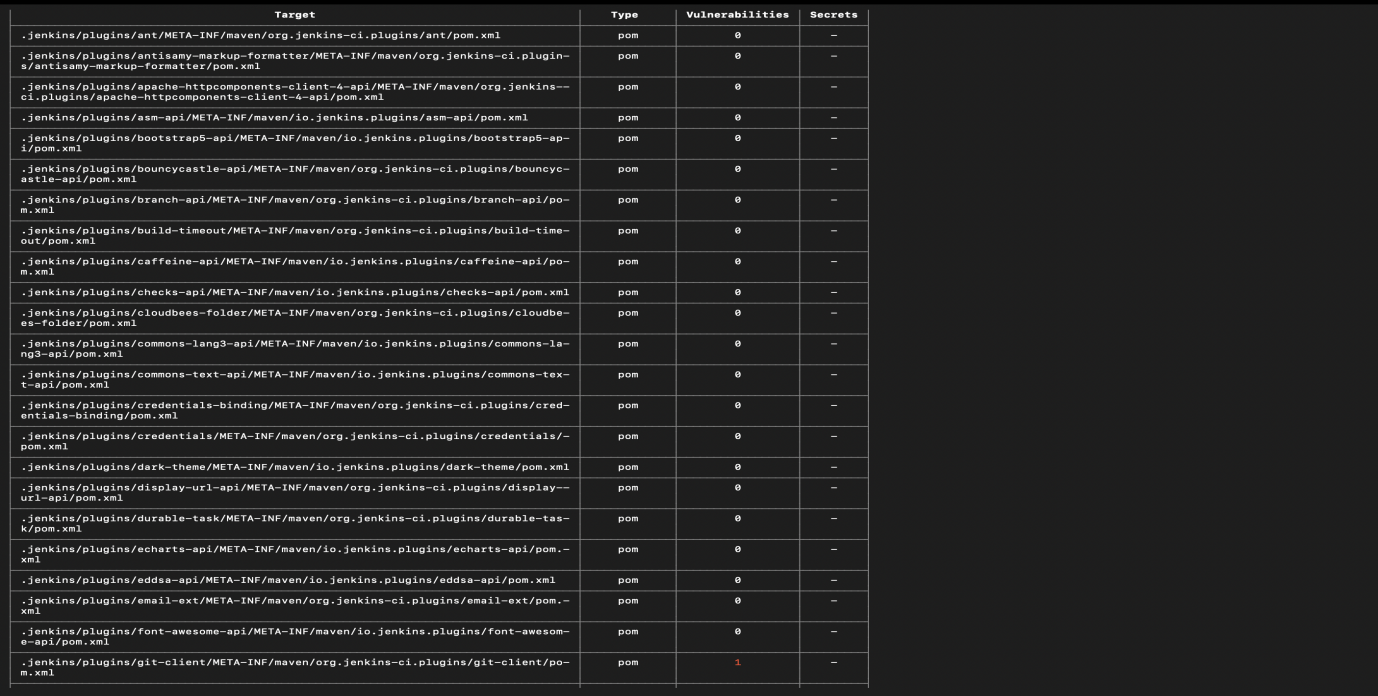 Target Type Vulnerabilities Secrets
.jenkins/plugins/ant/META-INF/maven/org.jenkins-ci.plugins/ant/pom.xml pom 0 –
.jenkins/plugins/antisamy-markup-formatter/META-INF/maven/org.jenkins-ci.plugin- pom 0 –
s/antisamy-markup-formatter/pom.xml
.jenkins/plugins/apache-httpcomponents-client-4-api/META-INF/maven/org.jenkins-- pom 0 –
ci.plugins/apache-httpcomponents-client-4-api/pom.xml
.jenkins/plugins/asm-api/META-INF/maven/io.jenkins.plugins/asm-api/pom.xml pom 0 –
.jenkins/plugins/bootstrap5-api/META-INF/maven/io.jenkins.plugins/bootstrap5-ap- pom 0 –
i/pom.xml
.jenkins/plugins/bouncycastle-api/META-INF/maven/org.jenkins-ci.plugins/bouncyc- pom 0 –
astle-api/pom.xml
.jenkins/plugins/branch-api/META-INF/maven/org.jenkins-ci.plugins/branch-api/po- pom 0 –
m.xml
.jenkins/plugins/build-timeout/META-INF/maven/org.jenkins-ci.plugins/build-time- pom 0 –
out/pom.xml
.jenkins/plugins/caffeine-api/META-INF/maven/io.jenkins.plugins/caffeine-api/po- pom 0 –
m.xml
.jenkins/plugins/checks-api/META-INF/maven/io.jenkins.plugins/checks-api/pom.xml pom 0 –
.jenkins/plugins/cloudbees-folder/META-INF/maven/org.jenkins-ci.plugins/cloudbe- pom 0 –
es-folder/pom.xml
.jenkins/plugins/commons-lang3-api/META-INF/maven/io.jenkins.plugins/commons-la- pom 0 –
ng3-api/pom.xml
.jenkins/plugins/commons-text-api/META-INF/maven/io.jenkins.plugins/commons-tex- pom 0 –
t-api/pom.xml
.jenkins/plugins/credentials-binding/META-INF/maven/org.jenkins-ci.plugins/cred- pom 0 –
entials-binding/pom.xml
.jenkins/plugins/credentials/META-INF/maven/org.jenkins-ci.plugins/credentials/- pom 0 –
pom.xml
.jenkins/plugins/dark-theme/META-INF/maven/io.jenkins.plugins/dark-theme/pom.xml pom 0 –
.jenkins/plugins/display-url-api/META-INF/maven/org.jenkins-ci.plugins/display-- pom 0 –
url-api/pom.xml
.jenkins/plugins/durable-task/META-INF/maven/org.jenkins-ci.plugins/durable-tas- pom 0 –
k/pom.xml
.jenkins/plugins/echarts-api/META-INF/maven/io.jenkins.plugins/echarts-api/pom.- pom 0 –
xml
.jenkins/plugins/eddsa-api/META-INF/maven/io.jenkins.plugins/eddsa-api/pom.xml pom 0 –
.jenkins/plugins/email-ext/META-INF/maven/org.jenkins-ci.plugins/email-ext/pom.- pom 0 –
xml
.jenkins/plugins/font-awesome-api/META-INF/maven/io.jenkins.plugins/font-awesom- pom 0 –
e-api/pom.xml
.jenkins/plugins/git-client/META-INF/maven/org.jenkins-ci.plugins/git-client/po- pom 1 –
m.xml